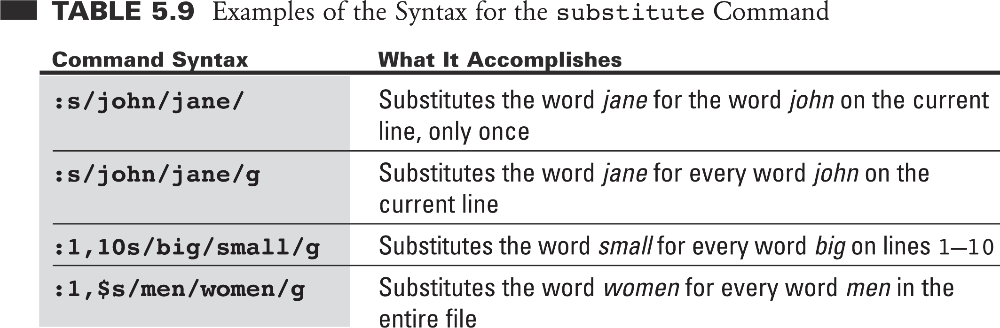 TABLE 5.9 Examples of the Syntax for the substitute Command
Command Syntax What It Accomplishes
:s/john/jane/ Substitutes the word jane for the word john on the current
line, only once
:s/john/jane/g Substitutes the word jane for every word john on the
current line
:1,10s/big/small/g Substitutes the word small for every word big on lines 1–10
:1,$s/men/women/g Substitutes the word women for every word men in the
entire file